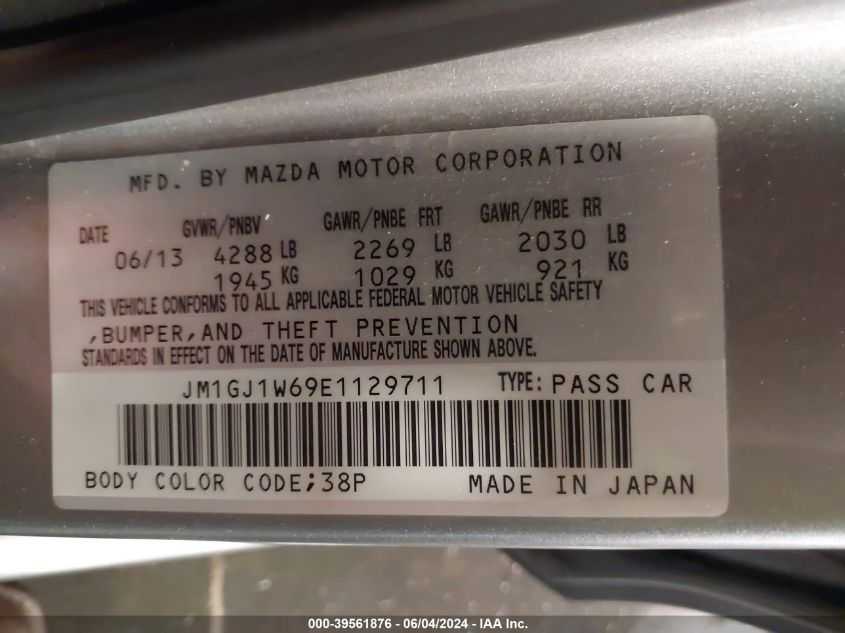 MFD. BY MAZDA MOTOR CORPORATION
DATE GVWR/PNBV GAWR/PNBE FRT GAWR/PNBE RR
06/13 4288 LB 2269 LB 2030 LB
1945 KG 1029 KG 921 KG
THIS VEHICLE CONFORMS TO ALL APPLICABLE FEDERAL MOTOR VEHICLE SAFETY
,BUMPER,AND THEFT PREVENTION
STANDARDS IN EFFECT ON THE DATE OF MANUFACTURE SHOWN ABOVE.
JM1GJ1W69E1129711 TYPE: PASS CAR
BODY COLOR CODE;38P MADE IN JAPAN
000-39561876 - 06/04/2024 - IAA Inc.